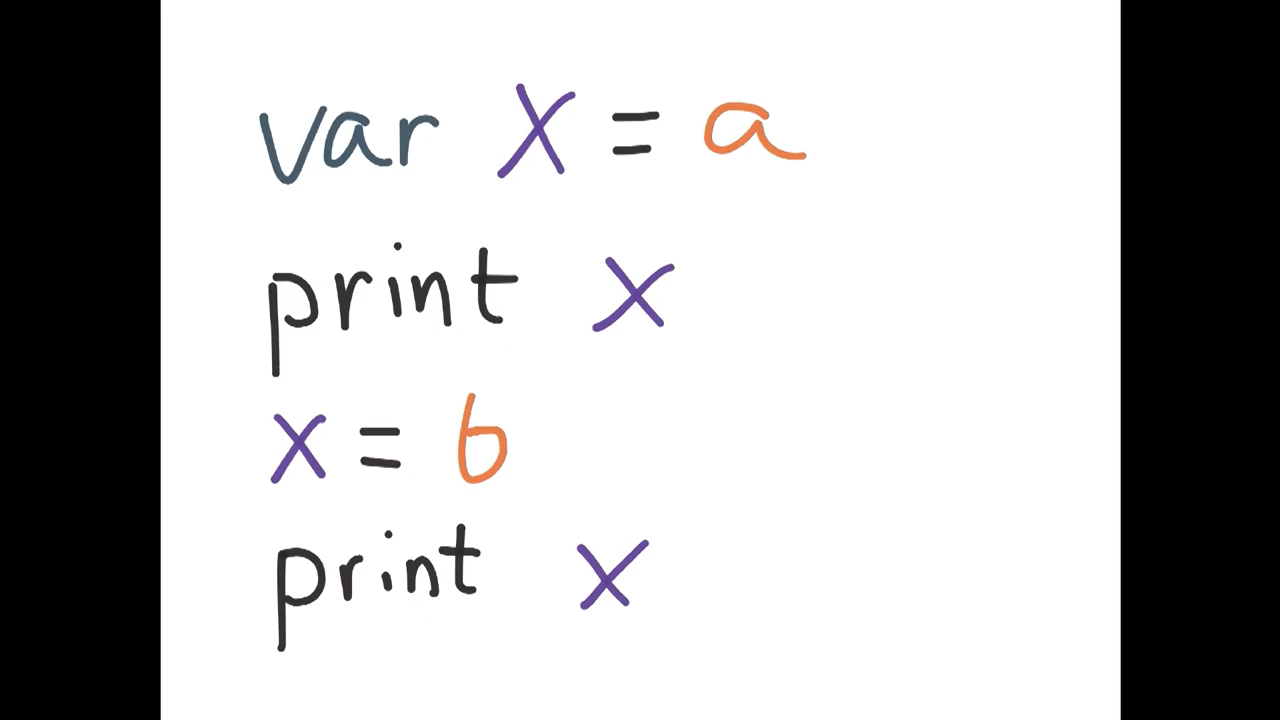 var x = a
print x
x = b
print x